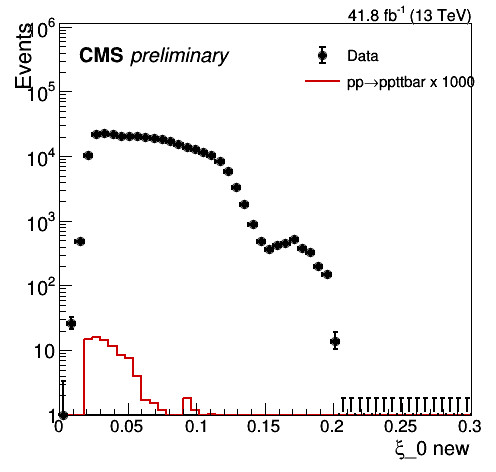 41.8 fb⁻¹ (13 TeV)
Events
CMS preliminary
Data
pp→ppttbar x 1000
10⁶
10⁵
10⁴
10³
10²
10
1
0 0.05 0.1 0.15 0.2 0.25 0.3
ξ_0 new